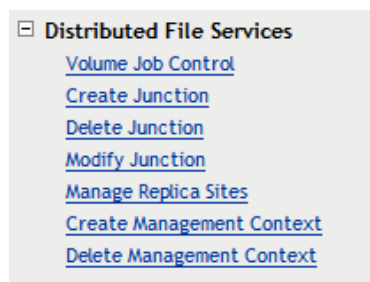 Distributed File Services
Volume Job Control
Create Junction
Delete Junction
Modify Junction
Manage Replica Sites
Create Management Context
Delete Management Context